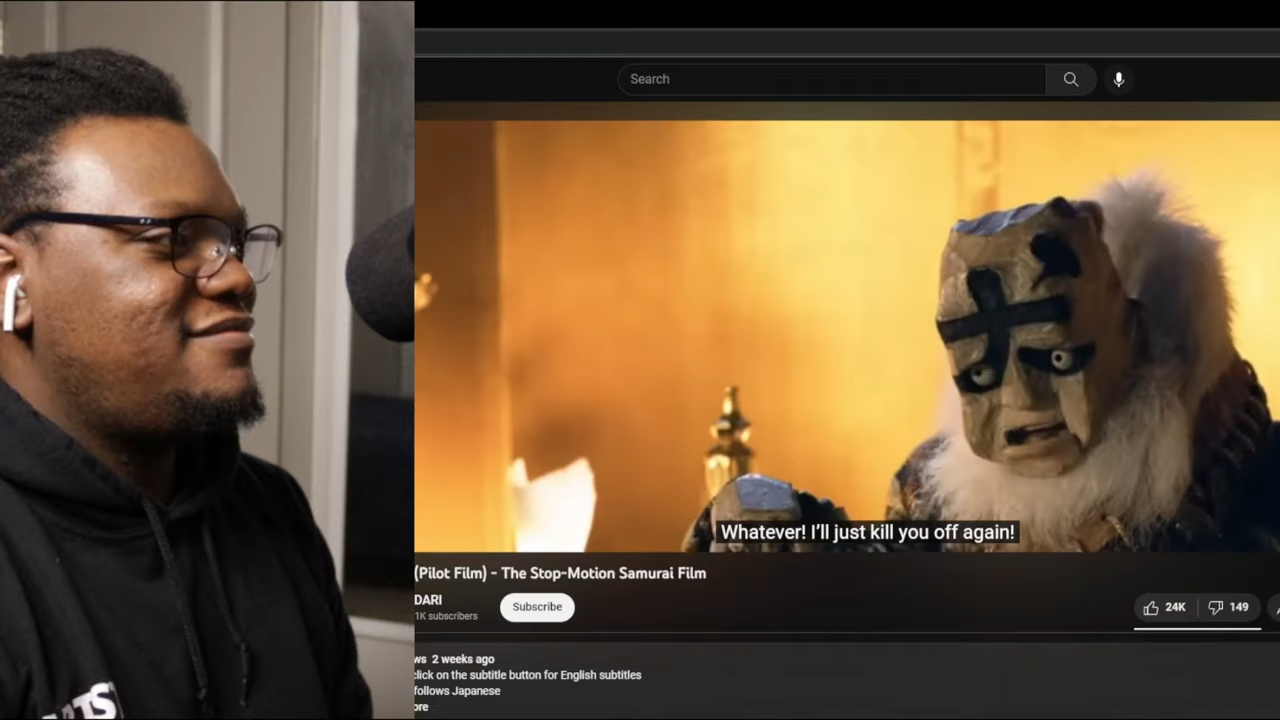 Search
Whatever! I'll just kill you off again!
(Pilot Film) - The Stop-Motion Samurai Film
DARI
1K subscribers
Subscribe
24K
149
ws 2 weeks ago
click on the subtitle button for English subtitles
follows Japanese
ore